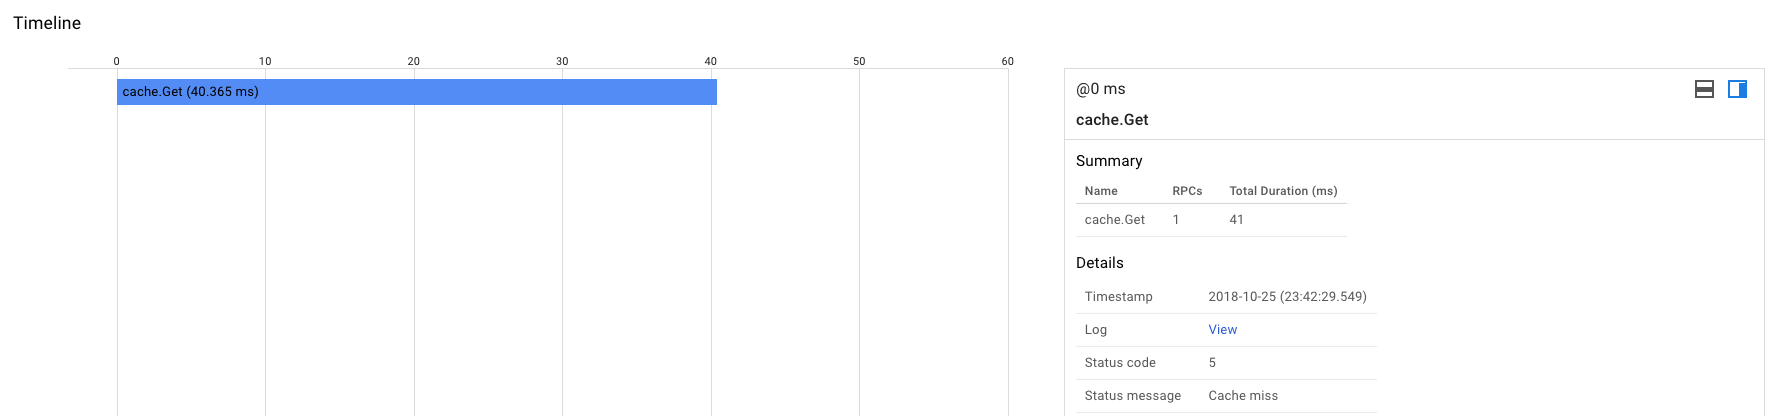 Timeline
0 10 20 30 40 50 60
cache.Get (40.365 ms)
@0 ms
cache.Get
Summary
Name RPCs Total Duration (ms)
cache.Get 1 41
Details
Timestamp 2018-10-25 (23:42:29.549)
Log View
Status code 5
Status message Cache miss